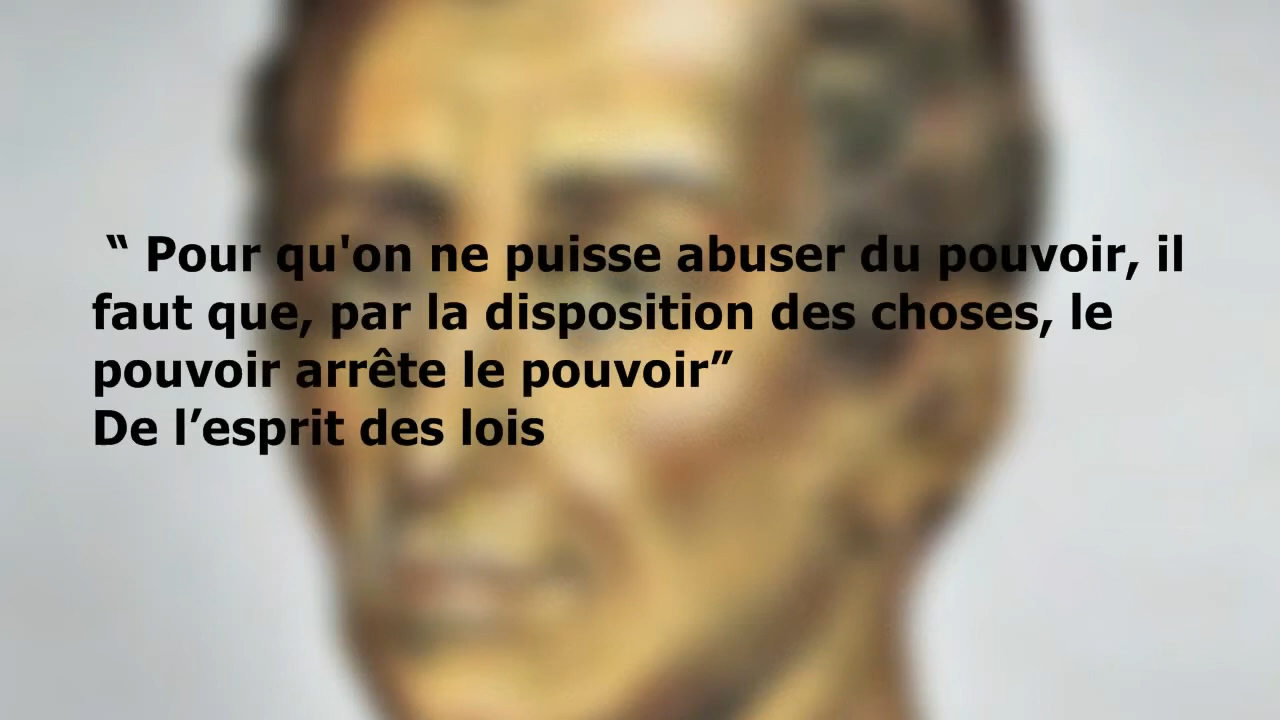 “ Pour qu'on ne puisse abuser du pouvoir, il
faut que, par la disposition des choses, le
pouvoir arrête le pouvoir”
De l’esprit des lois